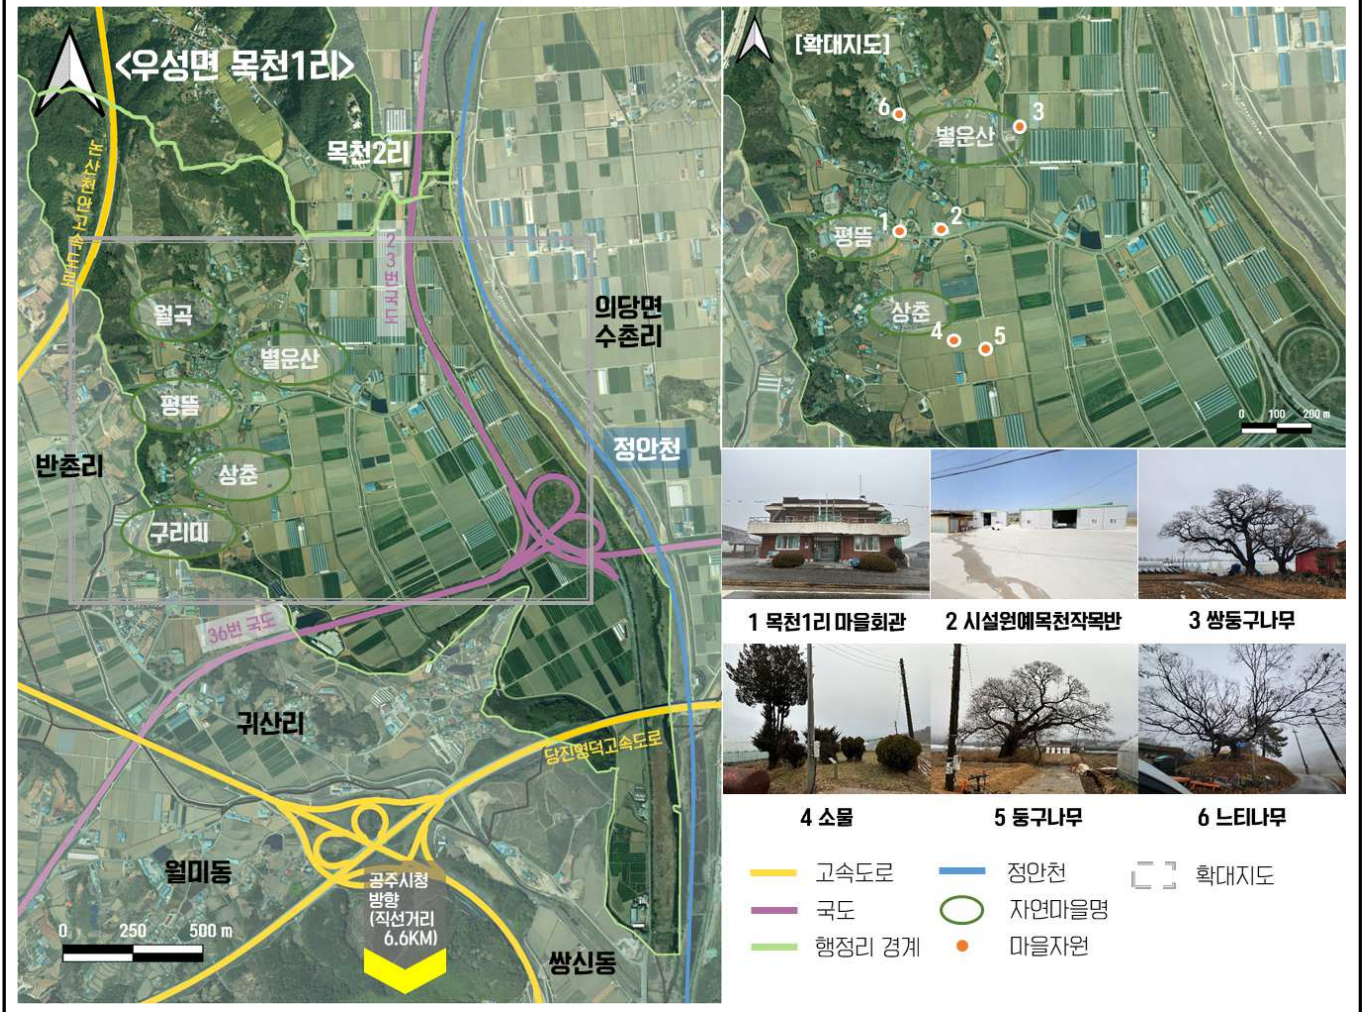 <우성면 목천1리>
논산천안고속도로
목천2리
23번국도
의당면
수촌리
월곡
별운산
평뜸
반촌리
상춘
정안천
구리미
36번 국도
귀산리
당진영덕고속도로
월미동
공주시청
방향
(직선거리
6.6KM)
0 250 500 m
쌍신동
[확대지도]
6
별운산
3
평뜸
1
2
상춘
4
5
0 100 200 m
1 목천1리 마을회관
2 시설원예목천작목반
3 쌍둥구나무
4 소물
5 둥구나무
6 느티나무
고속도로
정안천
확대지도
국도
자연마을명
행정리 경계
마을자원